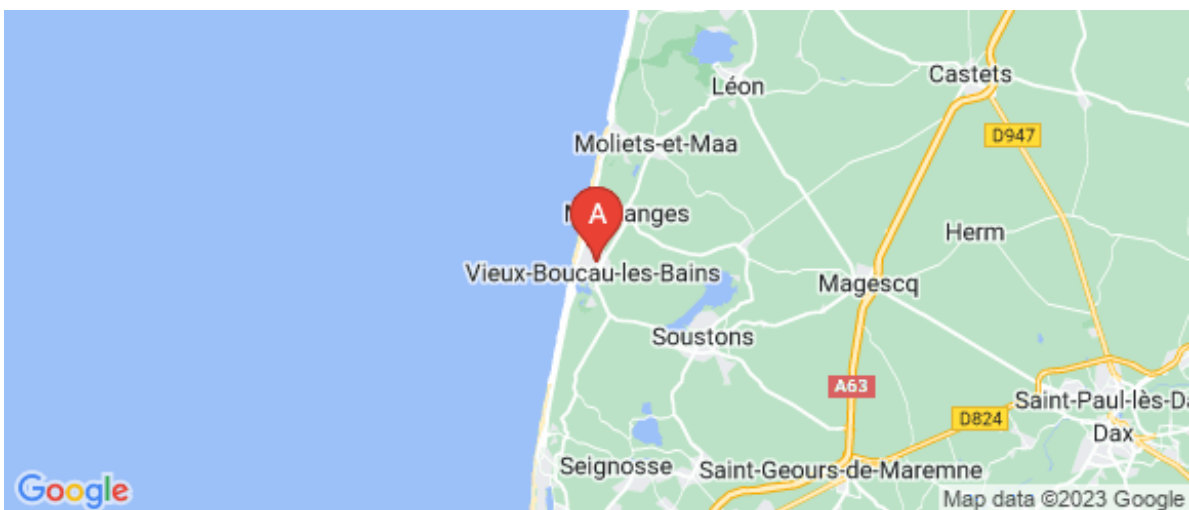 Castets
Léon
D947
Moliets-et-Maa
A
anges
Herm
Vieux-Boucau-les-Bains
Magescq
Soustons
A63
Saint-Paul-lès-Da
D824
Dax
Seignosse
Saint-Geours-de-Maremne
Google
Map data ©2023 Google